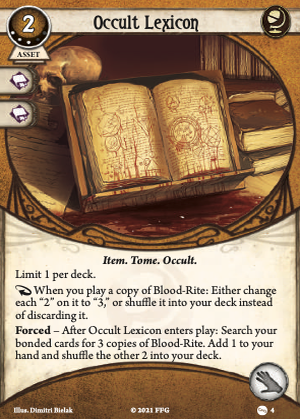 Occult Lexicon
2
ASSET
Item. Tome. Occult.
Limit 1 per deck.
When you play a copy of Blood-Rite: Either change
each “2” on it to “3,” or shuffle it into your deck instead
of discarding it.
Forced – After Occult Lexicon enters play: Search your
bonded cards for 3 copies of Blood-Rite. Add 1 to your
hand and shuffle the other 2 into your deck.
Illus. Dimitri Bielak
© 2021 FFG
4